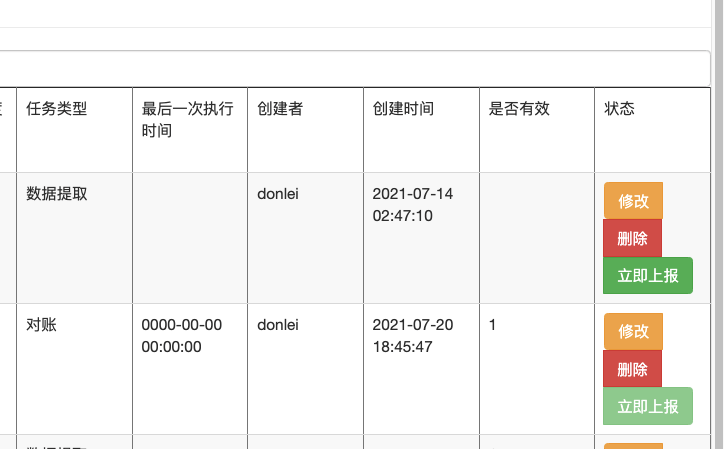 任务类型
最后一次执行
时间
创建者
创建时间
是否有效
状态
数据提取
donlei
2021-07-14
02:47:10
修改
删除
立即上报
对账
0000-00-00
00:00:00
donlei
2021-07-20
18:45:47
1
修改
删除
立即上报